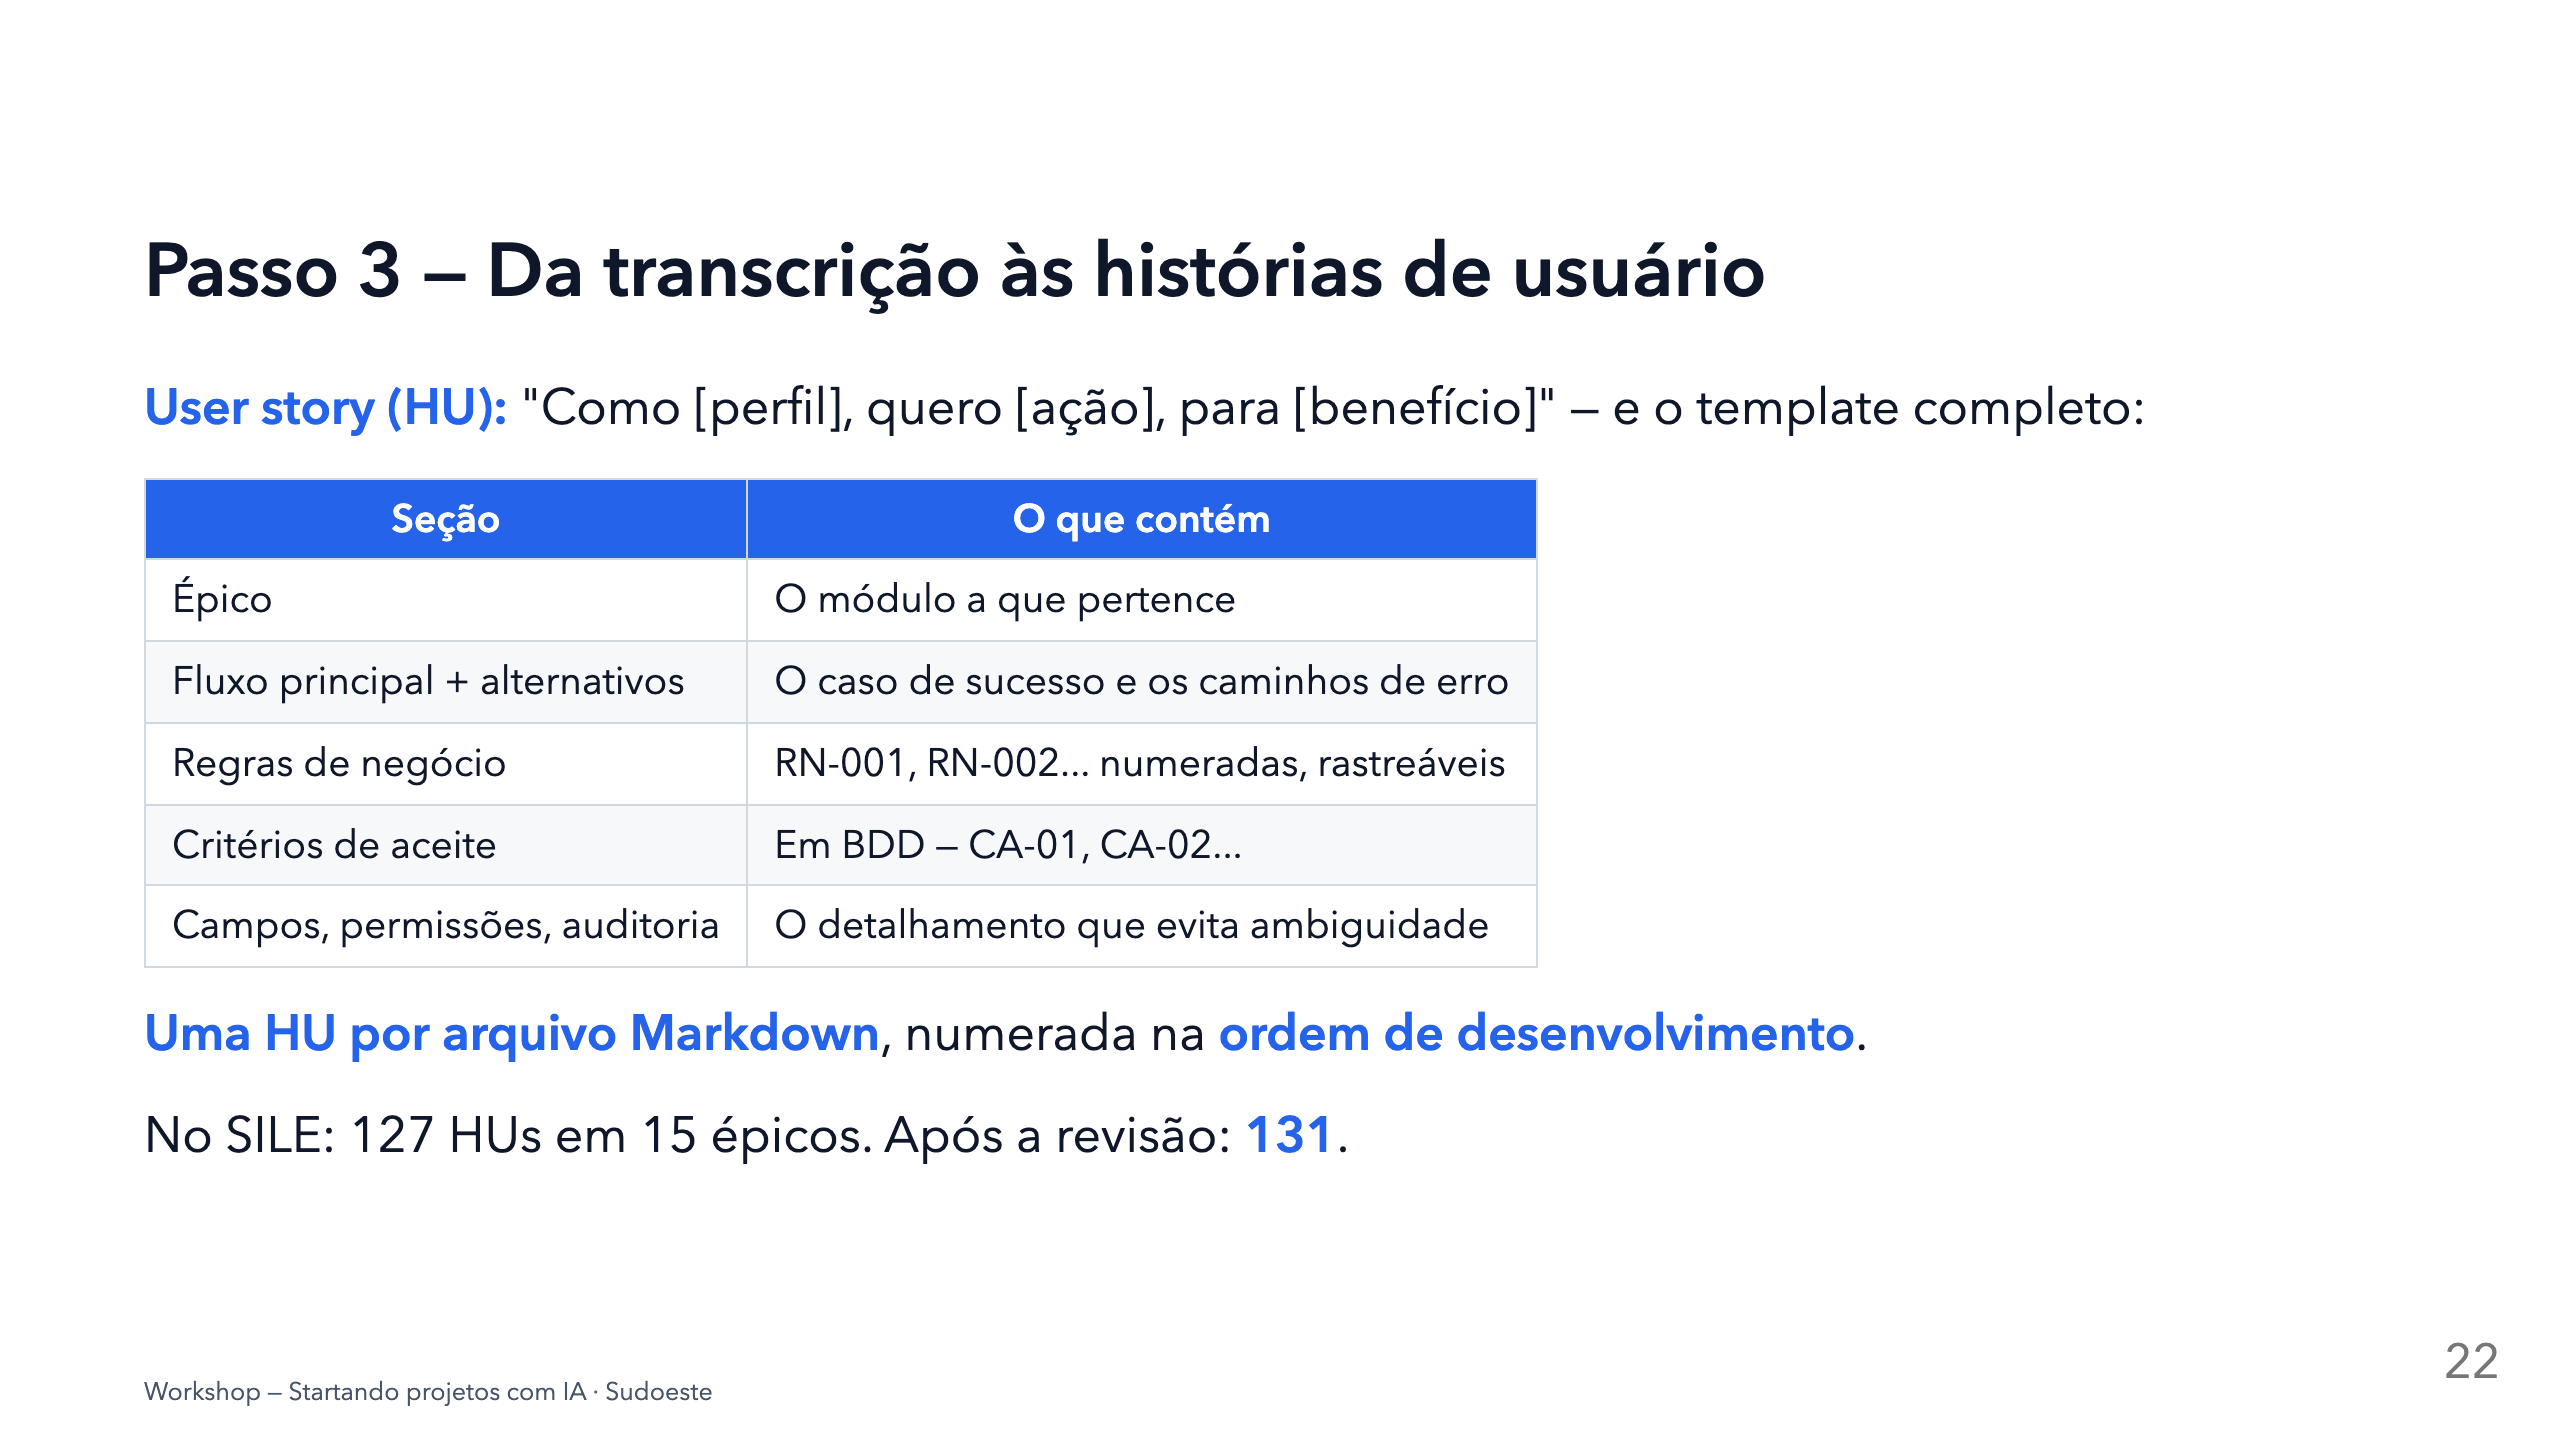 Passo 3 – Da transcrição às histórias de usuário
User story (HU): "Como [perfil], quero [ação], para [benefício]" – e o template completo:
Seção O que contém
Épico O módulo a que pertence
Fluxo principal + alternativos O caso de sucesso e os caminhos de erro
Regras de negócio RN-001, RN-002... numeradas, rastreáveis
Critérios de aceite Em BDD – CA-01, CA-02...
Campos, permissões, auditoria O detalhamento que evita ambiguidade
Uma HU por arquivo Markdown, numerada na ordem de desenvolvimento.
No SILE: 127 HUs em 15 épicos. Após a revisão: 131.
Workshop – Startando projetos com IA · Sudoeste
22